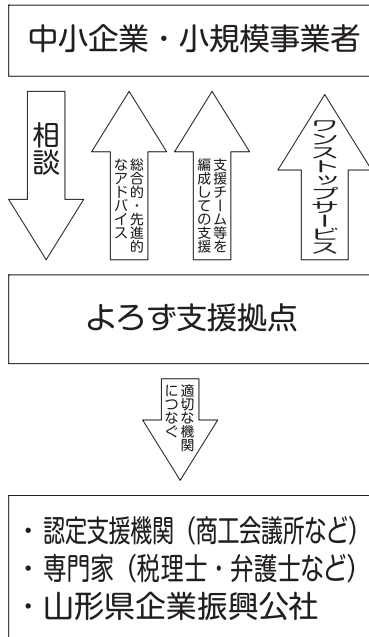 中小企業・小規模事業者
相談
総合的・先進的
なアドバイス
支援チーム等を
編成しての支援
ワンストップサービス
よろず支援拠点
適切な機関
につなぐ
・認定支援機関（商工会議所など）
・専門家（税理士・弁護士など）
・山形県企業振興公社